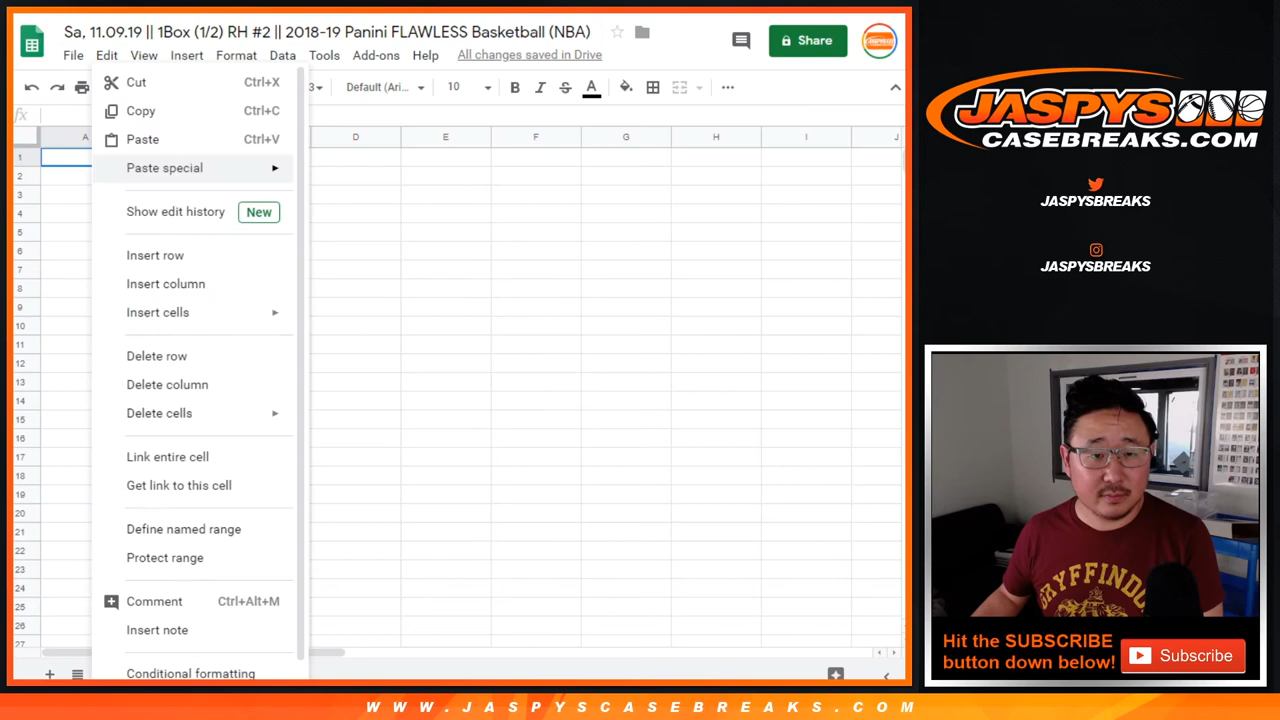 Sa, 11.09.19 || 1Box (1/2) RH #2 || 2018-19 Panini FLAWLESS Basketball (NBA)
File Edit View Insert Format Data Tools Add-ons Help All changes saved in Drive
Share
Default (Ari... 10 B I S A
fx
A D E F G H I J
1
2
3
4
5
6
7
8
9
10
11
12
13
14
15
16
17
18
19
20
21
22
23
24
25
26
27
Cut Ctrl+X
Copy Ctrl+C
Paste Ctrl+V
Paste special
Show edit history New
Insert row
Insert column
Insert cells
Delete row
Delete column
Delete cells
Link entire cell
Get link to this cell
Define named range
Protect range
Comment Ctrl+Alt+M
Insert note
Conditional formatting
JASPYS
CASEBREAKS.COM
JASPYSBREAKS
JASPYSBREAKS
GRYFFINDOR
Hit the SUBSCRIBE
button down below!
Subscribe
WWW.JASPYSCASEBREAKS.COM